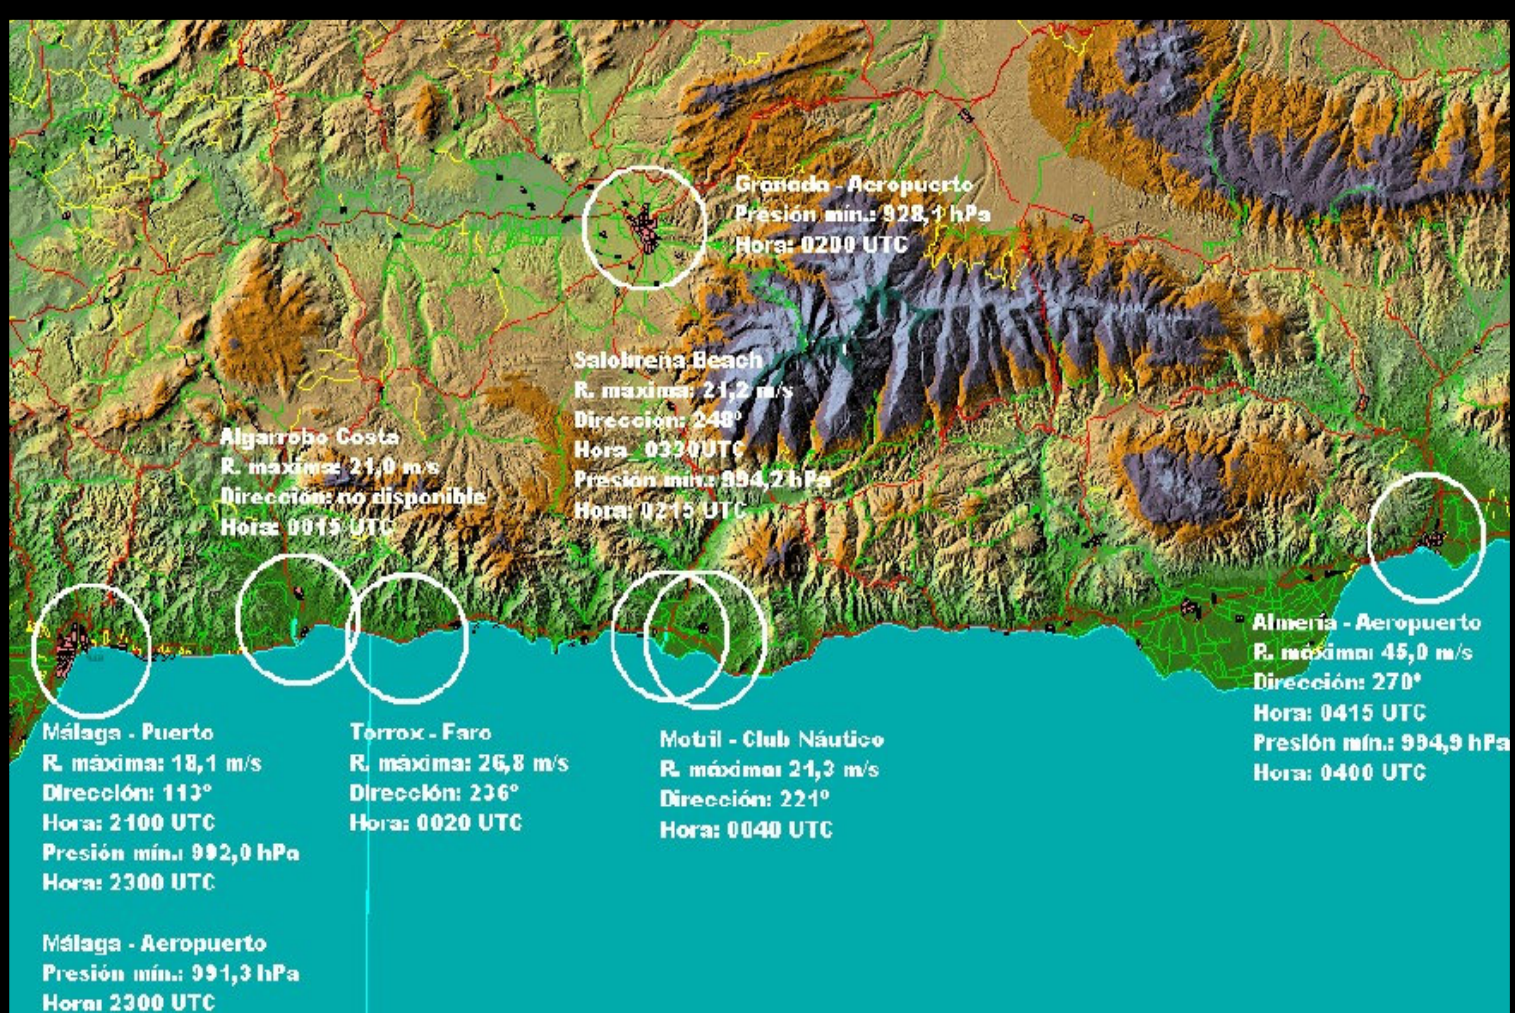 Granada - Aeropuerto
Presión mín.: 928,1 hPa
Hora: 0200 UTC
Salobreña Beach
R. maxima: 21,2 m/s
Dirección: 248º
Hora_ 0330UTC
Presión mín.: 994,2 hPa
Hora: 0215 UTC
Algarrobo Costa
R. maxima: 21,0 m/s
Dirección: no disponible
Hora: 0015 UTC
Málaga - Puerto
R. máxima: 18,1 m/s
Dirección: 113º
Hora: 2100 UTC
Presión mín.: 992,0 hPa
Hora: 2300 UTC
Málaga - Aeropuerto
Presión mín.: 991,3 hPa
Hora: 2300 UTC
Torrox - Faro
R. máxima: 26,8 m/s
Dirección: 236º
Hora: 0020 UTC
Motril - Club Náutico
R. máxima: 21,3 m/s
Dirección: 221º
Hora: 0040 UTC
Almería - Aeropuerto
R. máxima: 45,0 m/s
Dirección: 270º
Hora: 0415 UTC
Presión mín.: 994,9 hPa
Hora: 0400 UTC